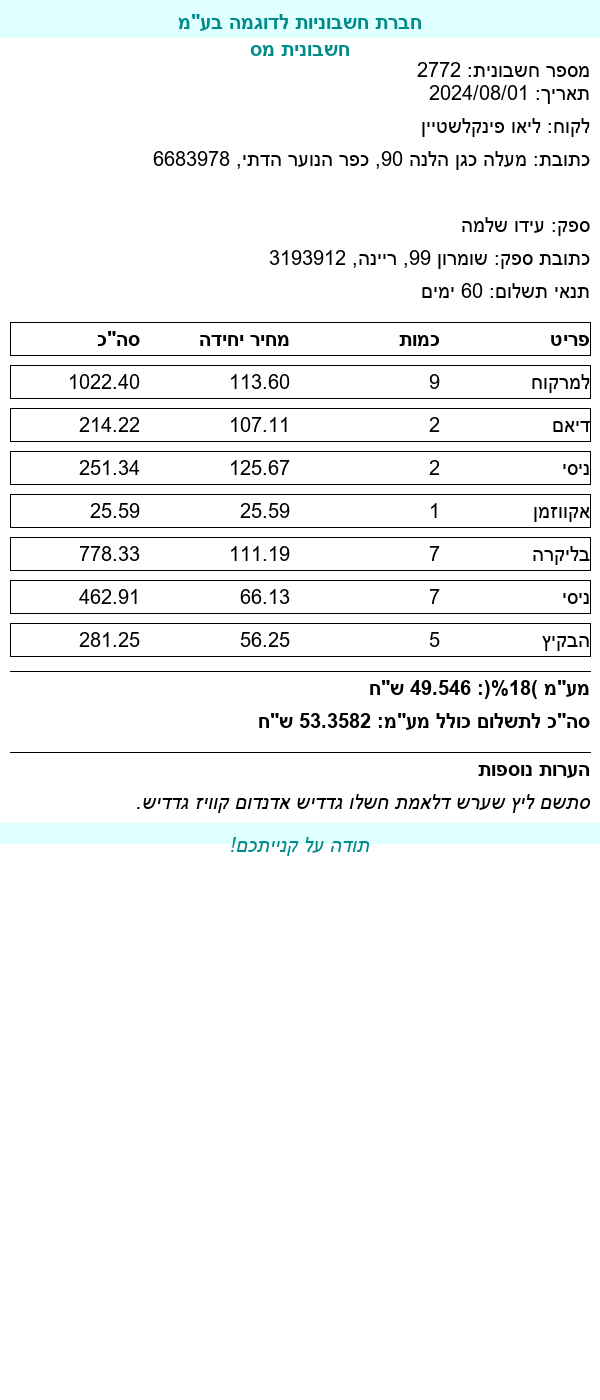 חברת חשבוניות לדוגמה בע"מ
חשבונית מס
מספר חשבונית: 2772
תאריך: 2024/08/01
לקוח: ליאו פינקלשטיין
כתובת: מעלה כגן הלנה 90, כפר הנוער הדתי, 6683978
ספק: עידו שלמה
כתובת ספק: שומרון 99, ריינה, 3193912
תנאי תשלום: 60 ימים
פריט כמות מחיר יחידה סה"כ
למרקוח 9 113.60 1022.40
דיאם 2 107.11 214.22
ניסי 2 125.67 251.34
אקווזמן 1 25.59 25.59
בליקרה 7 111.19 778.33
ניסי 7 66.13 462.91
הבקיץ 5 56.25 281.25
מע"מ )18%(: 49.546 ש"ח
סה"כ לתשלום כולל מע"מ: 53.3582 ש"ח
הערות נוספות
סתשם ליץ שערש דלאמת חשלו גדדיש אדנדום קוויז גדדיש.
תודה על קנייתכם!